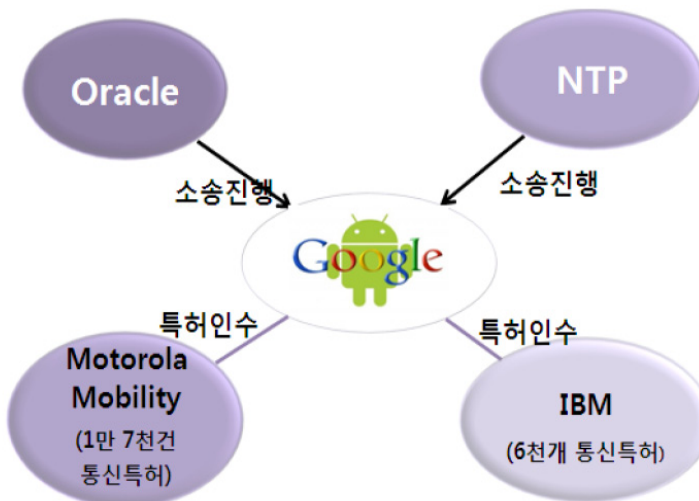 Oracle
NTP
소송진행
소송진행
Google
특허인수
특허인수
Motorola
Mobility
(1만 7천건
통신특허)
IBM
(6천개 통신특허)